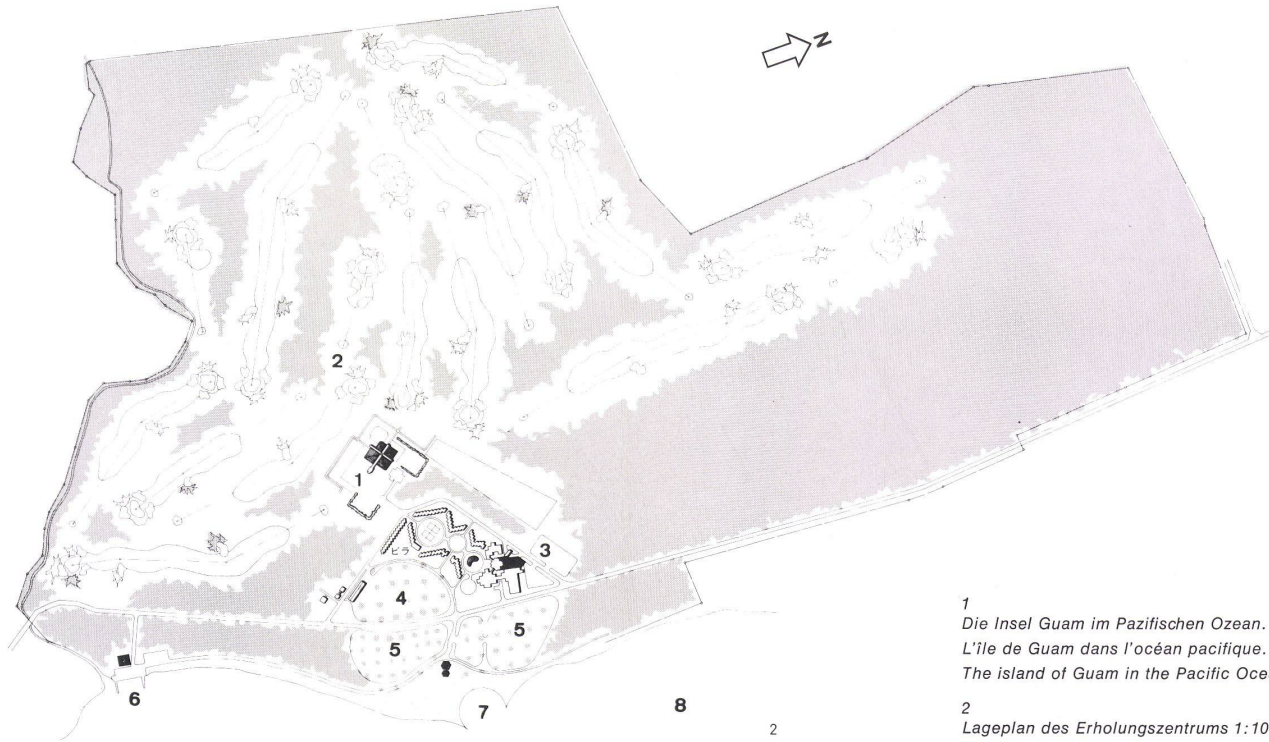 N
2
1
3
ビラ
4
5
5
6
7
8
2
1
Die Insel Guam im Pazifischen Ozean.
L'île de Guam dans l'océan pacifique.
The island of Guam in the Pacific Oce
2
Lageplan des Erholungszentrums 1:10